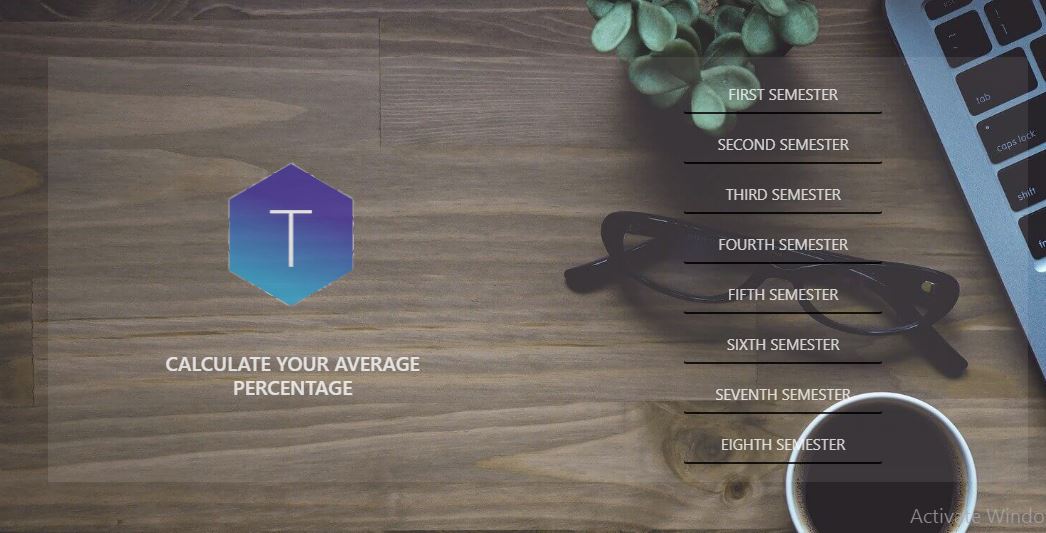 T
CALCULATE YOUR AVERAGE
PERCENTAGE
FIRST SEMESTER
SECOND SEMESTER
THIRD SEMESTER
FOURTH SEMESTER
FIFTH SEMESTER
SIXTH SEMESTER
SEVENTH SEMESTER
EIGHTH SEMESTER
tab
caps lock
shift
fn
Activate Windo